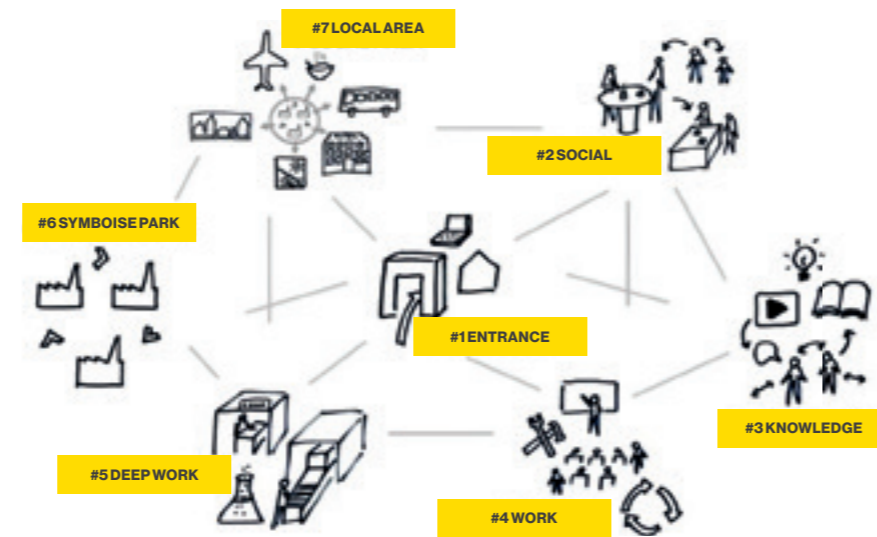 #7 LOCAL AREA
#2 SOCIAL
#6 SYMBOISE PARK
#1 ENTRANCE
#3 KNOWLEDGE
#5 DEEP WORK
#4 WORK